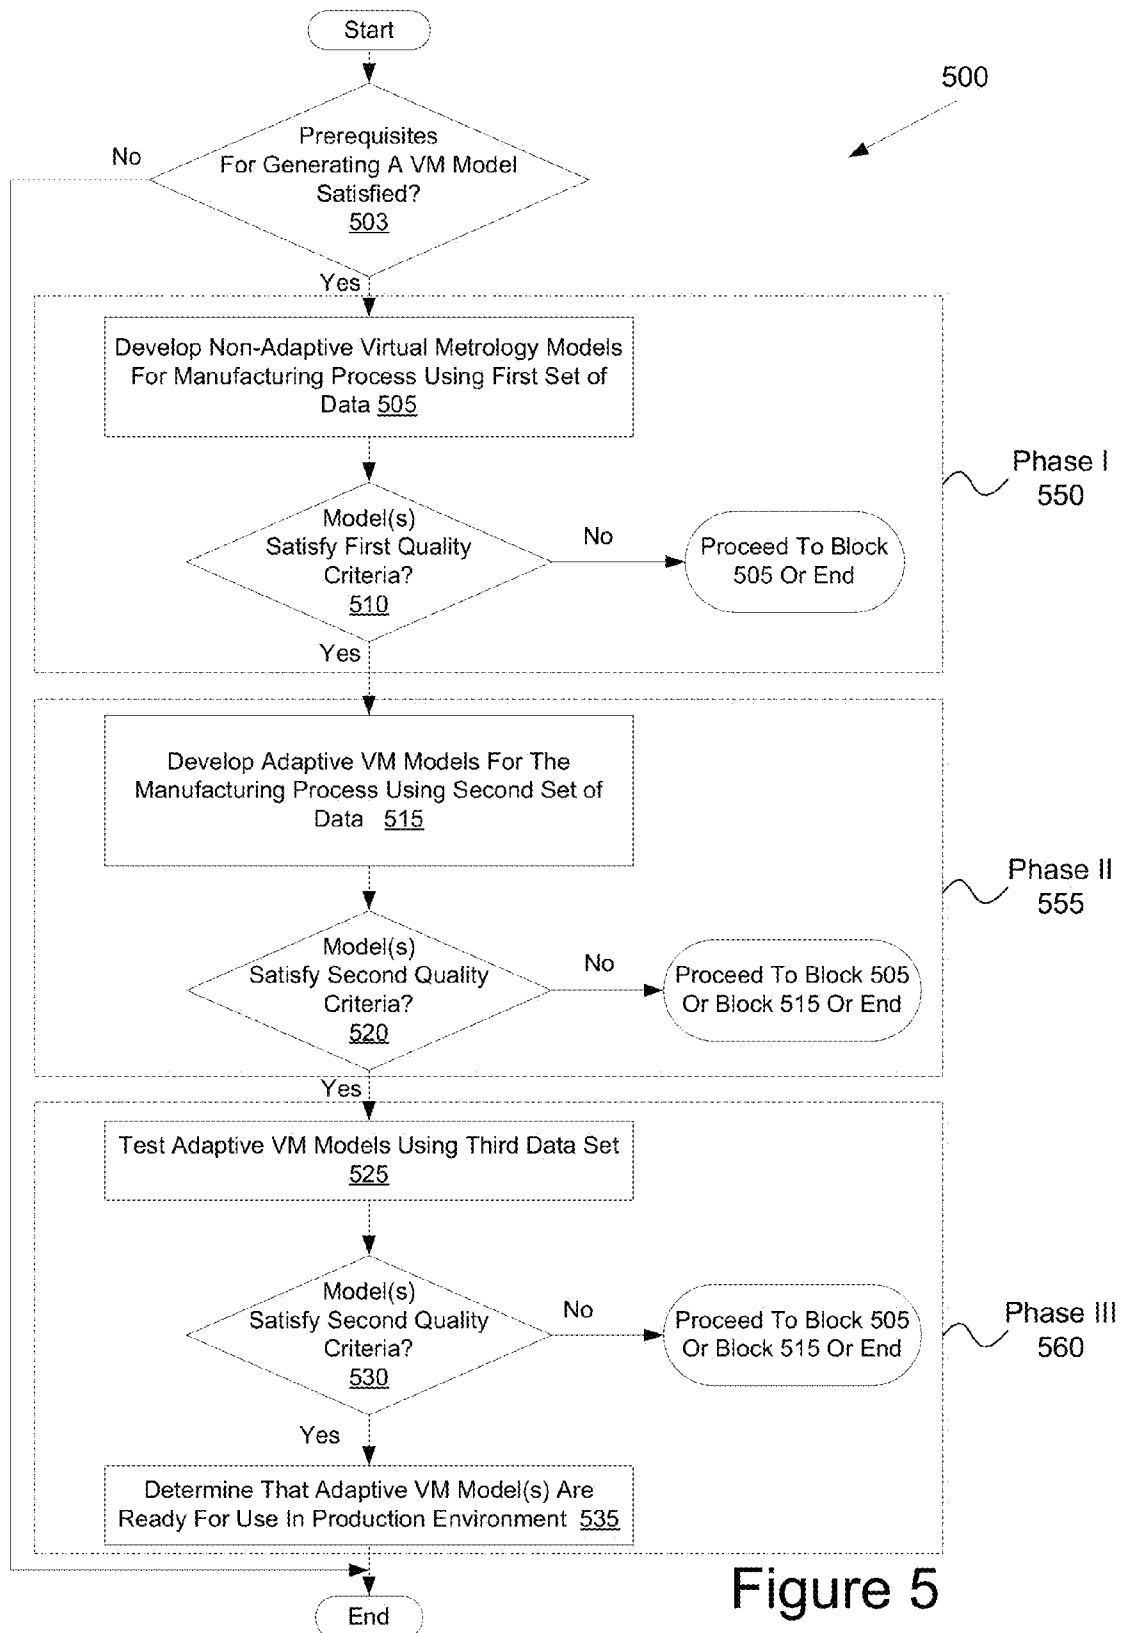 Start
500
Prerequisites
For Generating A VM Model
Satisfied?
503
No
Yes
Develop Non-Adaptive Virtual Metrology Models
For Manufacturing Process Using First Set of
Data 505
Phase I
550
Model(s)
Satisfy First Quality
Criteria?
510
No
Proceed To Block
505 Or End
Yes
Develop Adaptive VM Models For The
Manufacturing Process Using Second Set of
Data 515
Phase II
555
Model(s)
Satisfy Second Quality
Criteria?
520
No
Proceed To Block 505
Or Block 515 Or End
Yes
Test Adaptive VM Models Using Third Data Set
525
Model(s)
Satisfy Second Quality
Criteria?
530
No
Proceed To Block 505
Or Block 515 Or End
Phase III
560
Yes
Determine That Adaptive VM Model(s) Are
Ready For Use In Production Environment 535
End
Figure 5